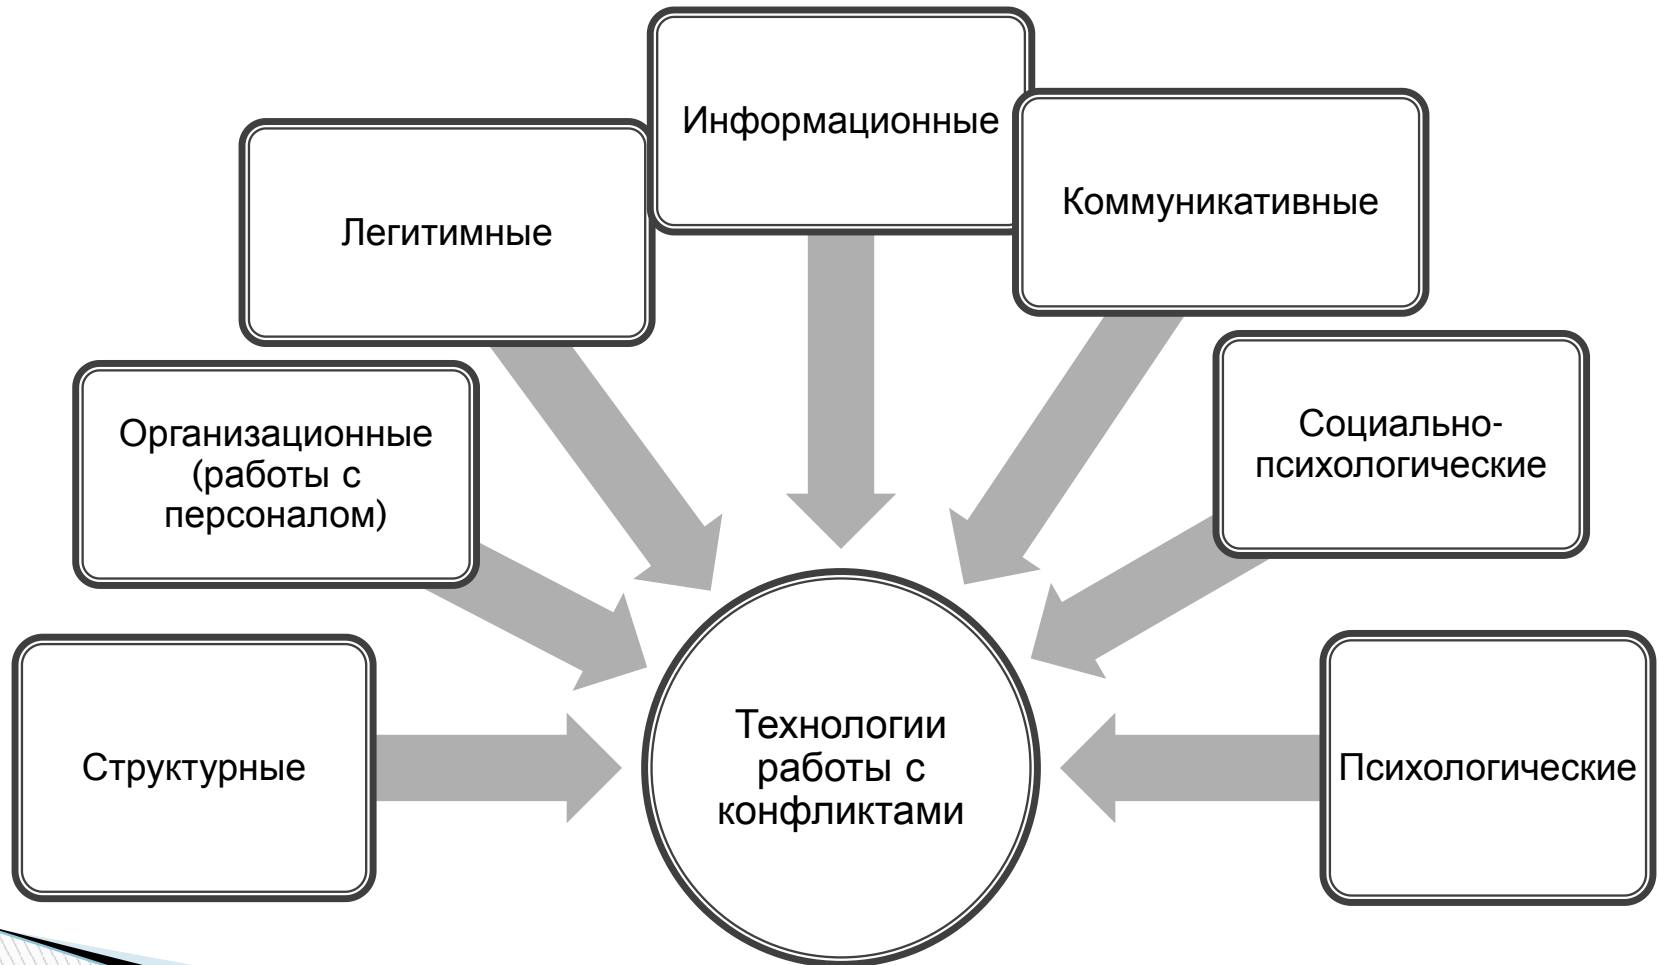 Информационные
Коммуникативные
Легитимные
Организационные
(работы с
персоналом)
Социально-
психологические
Структурные
Технологии
работы с
конфликтами
Психологические